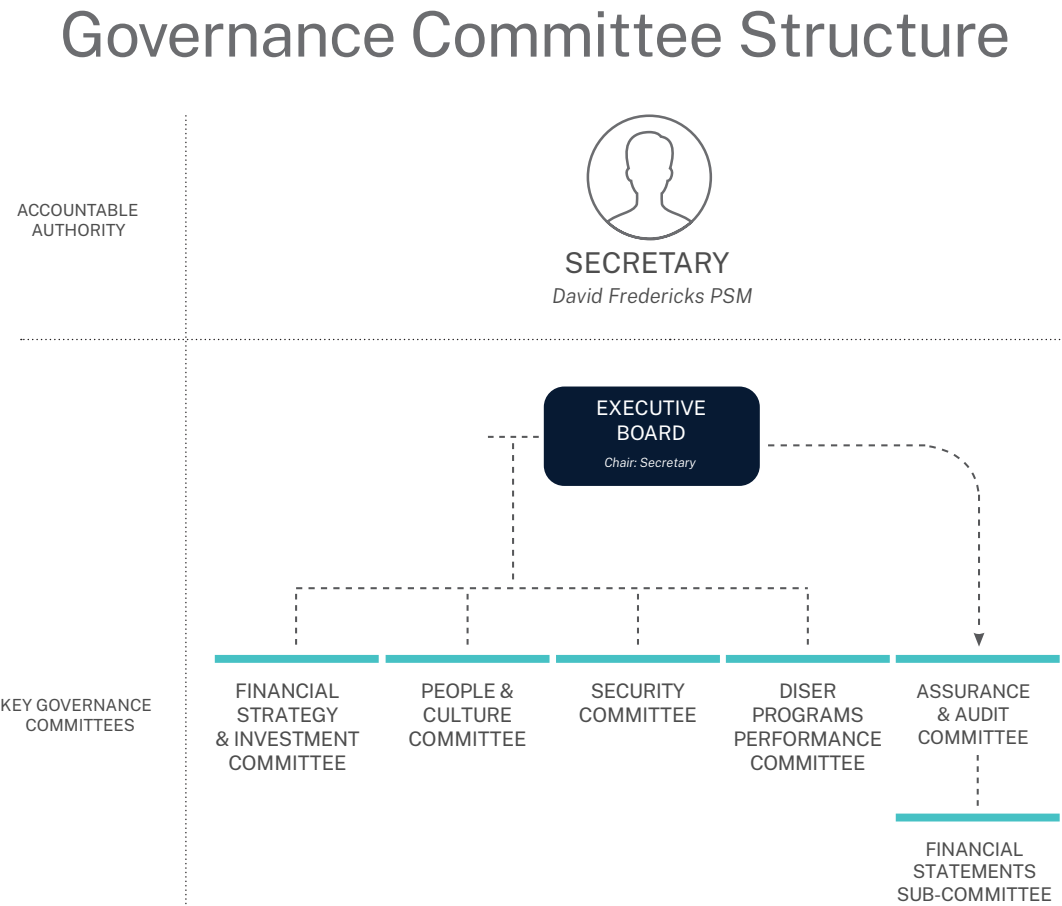 Governance Committee Structure
ACCOUNTABLE
AUTHORITY
SECRETARY
David Fredericks PSM
EXECUTIVE
BOARD
Chair: Secretary
KEY GOVERNANCE
COMMITTEES
FINANCIAL
STRATEGY
& INVESTMENT
COMMITTEE
PEOPLE &
CULTURE
COMMITTEE
SECURITY
COMMITTEE
DISER
PROGRAMS
PERFORMANCE
COMMITTEE
ASSURANCE
& AUDIT
COMMITTEE
FINANCIAL
STATEMENTS
SUB-COMMITTEE